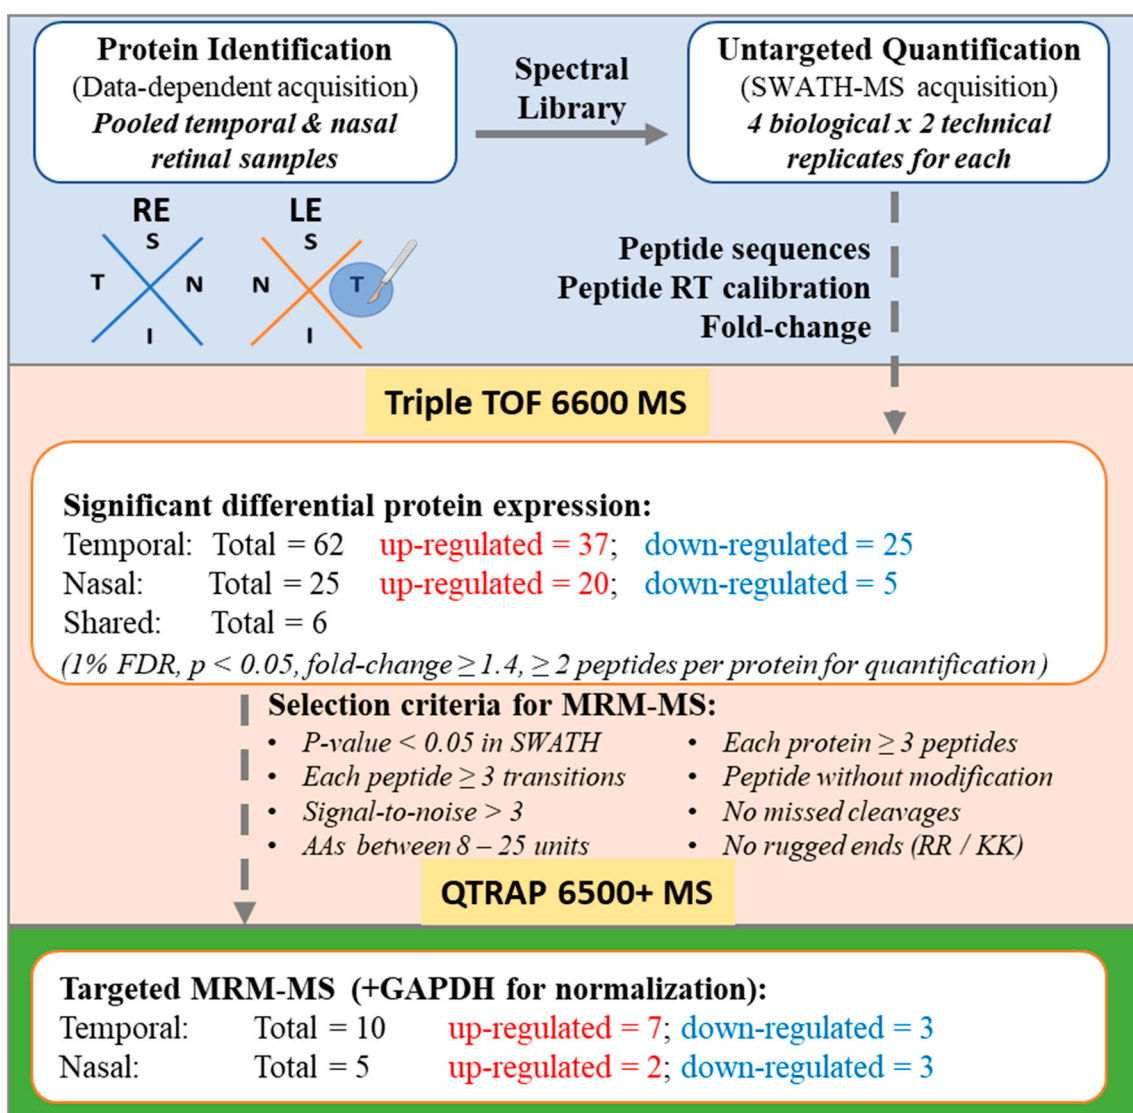 Protein Identification
(Data-dependent acquisition)
Pooled temporal & nasal
retinal samples
Spectral
Library
Untargeted Quantification
(SWATH-MS acquisition)
4 biological x 2 technical
replicates for each
RE
S
T
N
I
LE
S
N
T
I
Peptide sequences
Peptide RT calibration
Fold-change
Triple TOF 6600 MS
Significant differential protein expression:
Temporal: Total = 62 up-regulated = 37; down-regulated = 25
Nasal: Total = 25 up-regulated = 20; down-regulated = 5
Shared: Total = 6
(1% FDR, p < 0.05, fold-change ≥ 1.4, ≥ 2 peptides per protein for quantification)
Selection criteria for MRM-MS:
• P-value < 0.05 in SWATH
• Each peptide ≥ 3 transitions
• Signal-to-noise > 3
• AAs between 8 – 25 units
• Each protein ≥ 3 peptides
• Peptide without modification
• No missed cleavages
• No rugged ends (RR / KK)
QTRAP 6500+ MS
Targeted MRM-MS (+GAPDH for normalization):
Temporal: Total = 10 up-regulated = 7; down-regulated = 3
Nasal: Total = 5 up-regulated = 2; down-regulated = 3